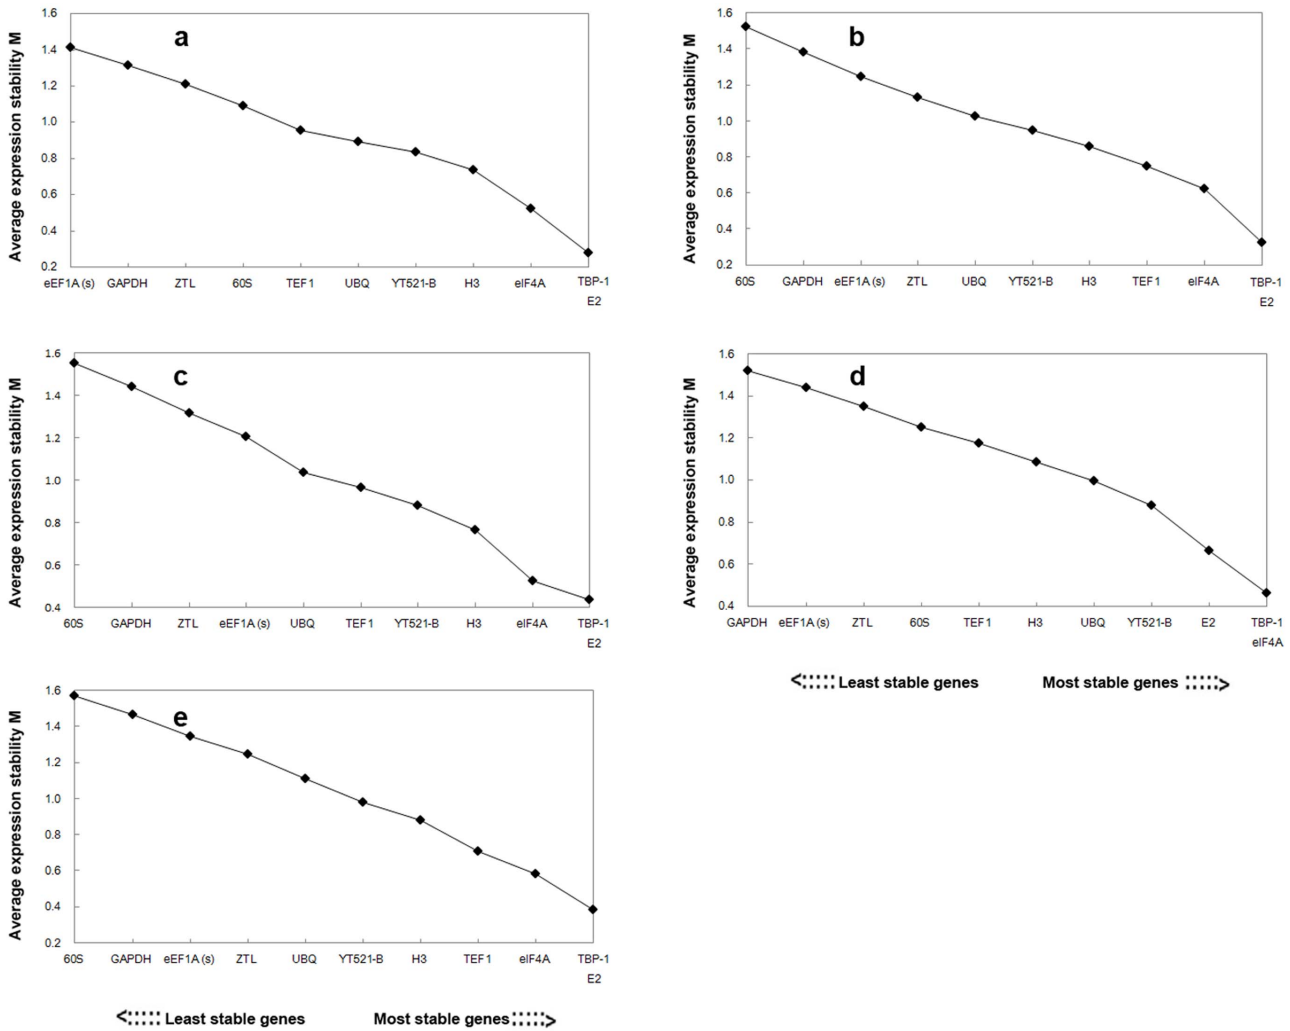 a
Average expression stability M
1.6
1.4
1.2
1.0
0.8
0.6
0.4
0.2
eEF1A (s) GAPDH ZTL 60S TEF1 UBQ YT521-B H3 eIF4A TBP-1
E2
b
Average expression stability M
1.6
1.4
1.2
1.0
0.8
0.6
0.4
0.2
60S GAPDH eEF1A (s) ZTL UBQ YT521-B H3 TEF1 eIF4A TBP-1
E2
c
Average expression stability M
1.6
1.4
1.2
1.0
0.8
0.6
0.4
60S GAPDH ZTL eEF1A (s) UBQ TEF1 YT521-B H3 eIF4A TBP-1
E2
d
Average expression stability M
1.6
1.4
1.2
1.0
0.8
0.6
0.4
GAPDH eEF1A (s) ZTL 60S TEF1 H3 UBQ YT521-B E2 TBP-1
eIF4A
Least stable genes Most stable genes
e
Average expression stability M
1.6
1.4
1.2
1.0
0.8
0.6
0.4
0.2
60S GAPDH eEF1A (s) ZTL UBQ YT521-B H3 TEF1 eIF4A TBP-1
E2
Least stable genes Most stable genes